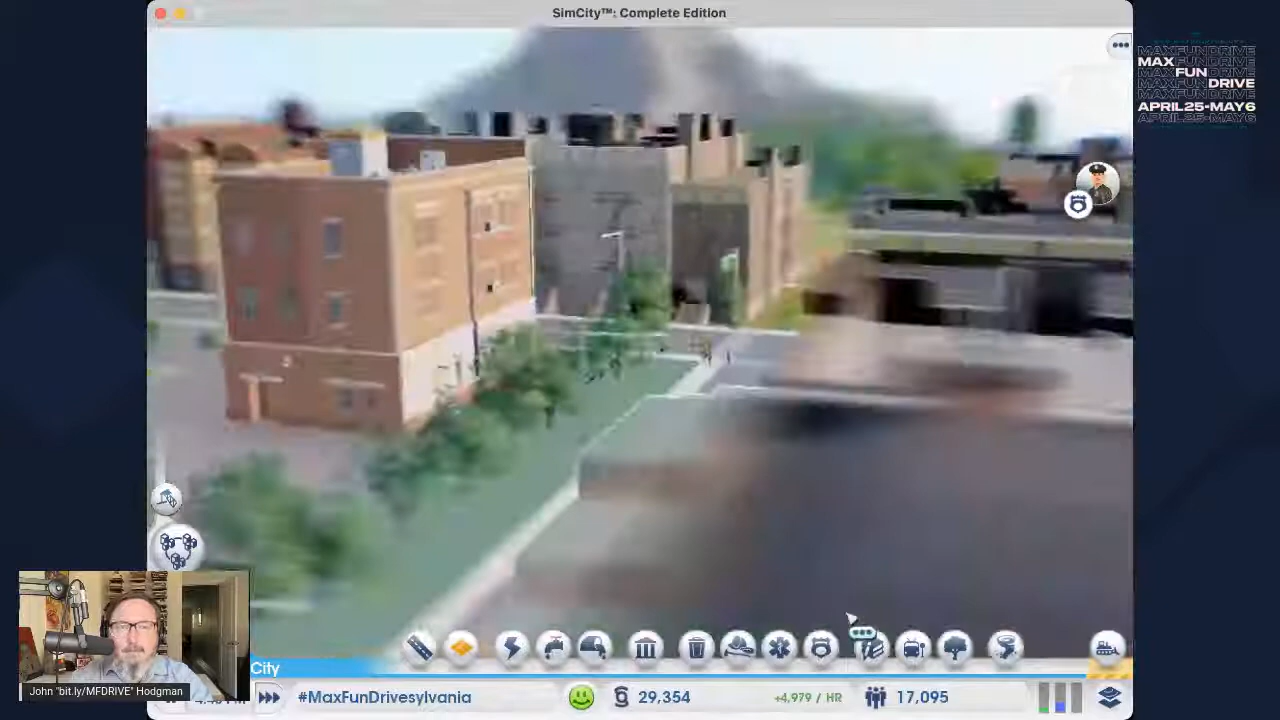 SimCity™: Complete Edition
MAXFUNDRIVE
MAXFUNDRIVE
MAXFUNDRIVE
MAXFUNDRIVE
MAXFUNDRIVE
APRIL25-MAY6
APRIL25-MAY6
City
#MaxFunDrivesylvania
29,354
+4,979 / HR
17,095
John "bit.ly/MFDRIVE" Hodgman